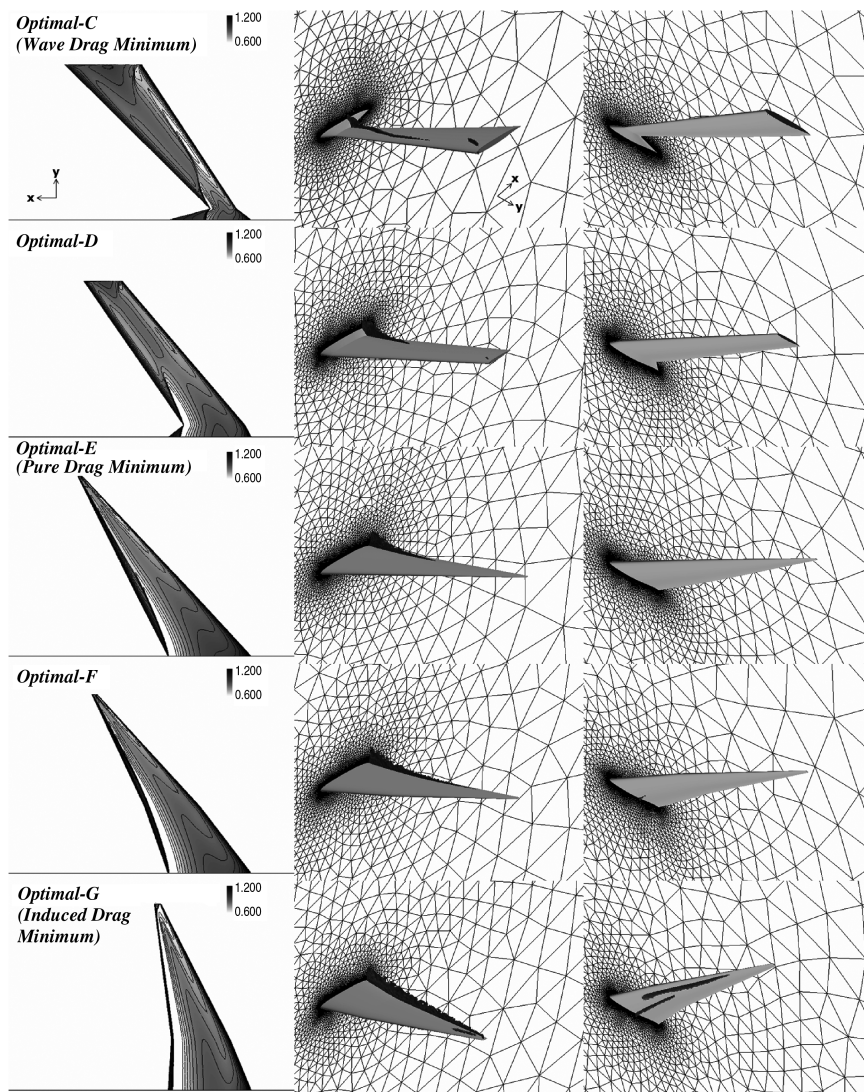 Optimal-C
(Wave Drag Minimum)
1.200
0.600
y
x
x
y
Optimal-D
1.200
0.600
Optimal-E
(Pure Drag Minimum)
1.200
0.600
Optimal-F
1.200
0.600
Optimal-G
(Induced Drag
Minimum)
1.200
0.600